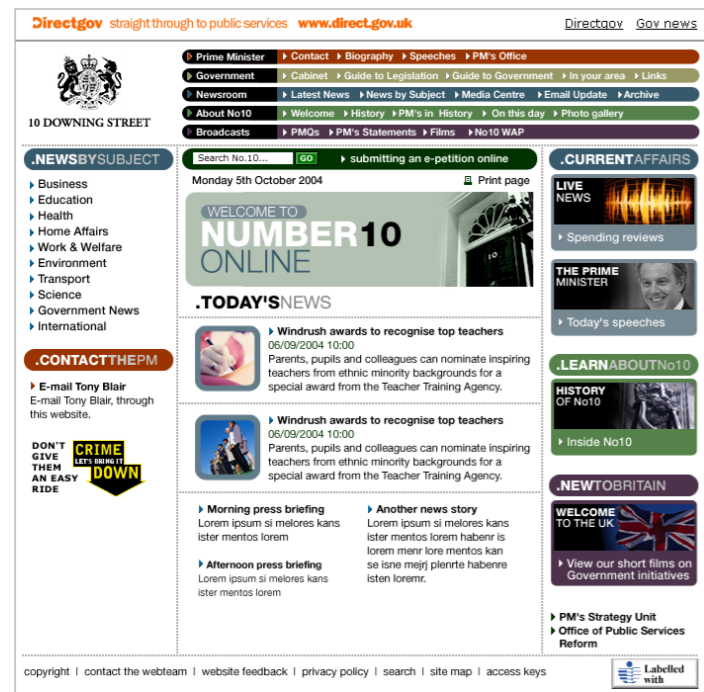 Directgov straight through to public services www.direct.gov.uk
Directgov Gov news
10 DOWNING STREET
Prime Minister Contact Biography Speeches PM's Office
Government Cabinet Guide to Legislation Guide to Government In your area Links
Newsroom Latest News News by Subject Media Centre Email Update Archive
About No10 Welcome History PM's in History On this day Photo gallery
Broadcasts PMQs PM's Statements Films No10 WAP
.NEWSBYSUBJECT
Business
Education
Health
Home Affairs
Work & Welfare
Environment
Transport
Science
Government News
International
.CONTACTTHEPM
E-mail Tony Blair
E-mail Tony Blair, through
this website.
DON'T
GIVE
THEM
AN EASY
RIDE
CRIME
LET'S BRING IT
DOWN
Search No.10... GO submitting an e-petition online
Monday 5th October 2004 Print page
WELCOME TO
NUMBER10
ONLINE
10
.TODAY'SNEWS
Windrush awards to recognise top teachers
06/09/2004 10:00
Parents, pupils and colleagues can nominate inspiring
teachers from ethnic minority backgrounds for a
special award from the Teacher Training Agency.
Windrush awards to recognise top teachers
06/09/2004 10:00
Parents, pupils and colleagues can nominate inspiring
teachers from ethnic minority backgrounds for a
special award from the Teacher Training Agency.
Morning press briefing
Lorem ipsum si melores kans
ister mentos lorem
Afternoon press briefing
Lorem ipsum si melores kans
ister mentos lorem
Another news story
Lorem ipsum si melores kans
ister mentos lorem habenr is
lorem menr lore mentos kan
se isne mejrj plenrte habenre
isten loremr.
.CURRENTAFFAIRS
LIVE
NEWS
Spending reviews
THE PRIME
MINISTER
Today's speeches
.LEARNABOUTNo10
HISTORY
OF No10
Inside No10
.NEWTOBRITAIN
WELCOME
TO THE UK
View our short films on
Government initiatives
PM's Strategy Unit
Office of Public Services
Reform
copyright | contact the webteam | website feedback | privacy policy | search | site map | access keys
Labelled
with